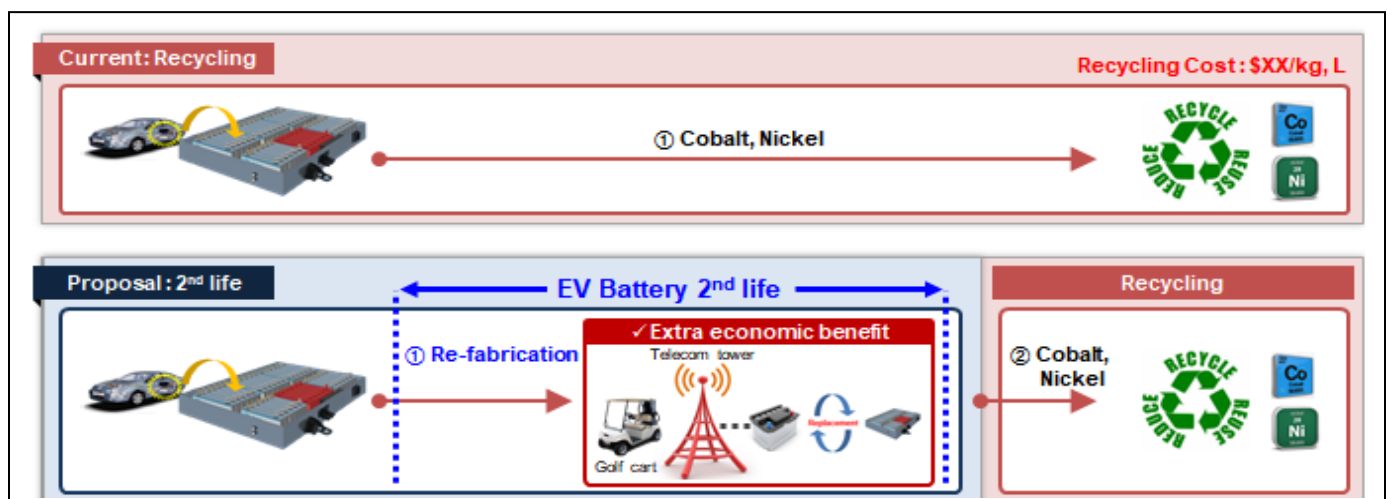 Current: Recycling
Recycling Cost : $XX/kg, L
① Cobalt, Nickel
RECYCLE
REUSE
REDUCE
Co
Ni
Proposal : 2nd life
EV Battery 2nd life
Recycling
✓Extra economic benefit
① Re-fabrication
Telecom tower
Replacement
Golf cart
② Cobalt,
Nickel
RECYCLE
REUSE
REDUCE
Co
Ni